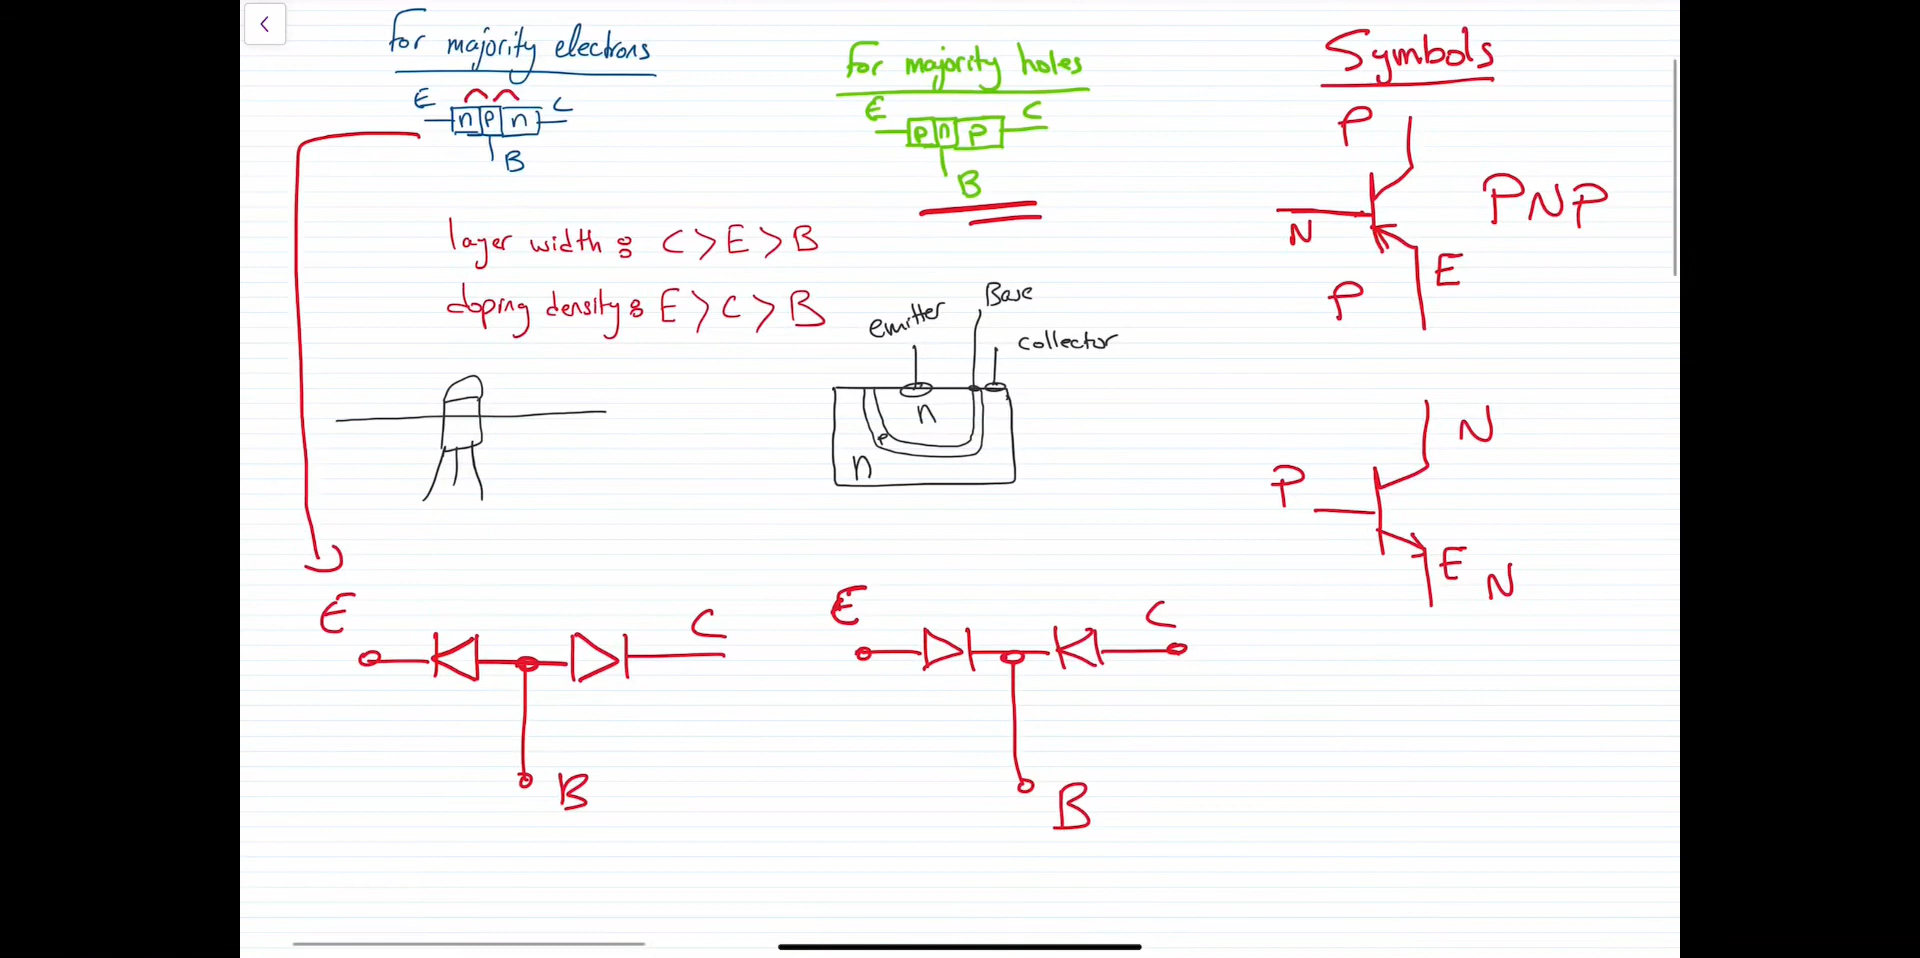 For majority electrons
E
C
n p n
B
For majority holes
E
C
p n p
B
layer width : C > E > B
doping density : E > C > B
emitter
Base
collector
n
p
n
Symbols
P
N
PNP
E
P
N
P
E
N
E
C
B
E
C
B